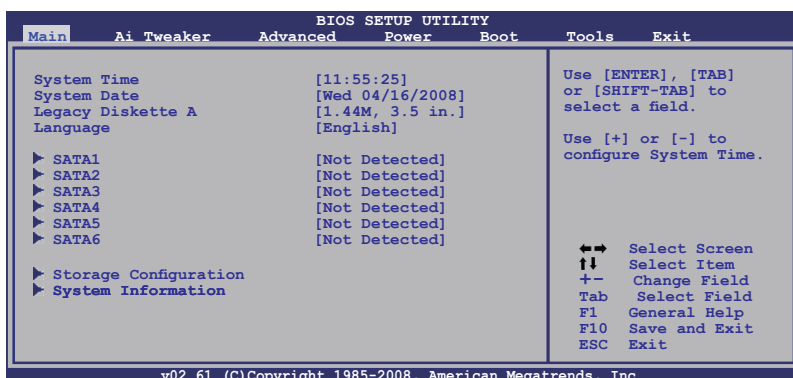 BIOS SETUP UTILITY
Main Ai Tweaker Advanced Power Boot Tools Exit
System Time [11:55:25]
System Date [Wed 04/16/2008]
Legacy Diskette A [1.44M, 3.5 in.]
Language [English]
SATA1 [Not Detected]
SATA2 [Not Detected]
SATA3 [Not Detected]
SATA4 [Not Detected]
SATA5 [Not Detected]
SATA6 [Not Detected]
Storage Configuration
System Information
Use [ENTER], [TAB]
or [SHIFT-TAB] to
select a field.
Use [+] or [-] to
configure System Time.
←→ Select Screen
↑↓ Select Item
+- Change Field
Tab Select Field
F1 General Help
F10 Save and Exit
ESC Exit
v02.61 (C)Copyright 1985-2008, American Megatrends, Inc.